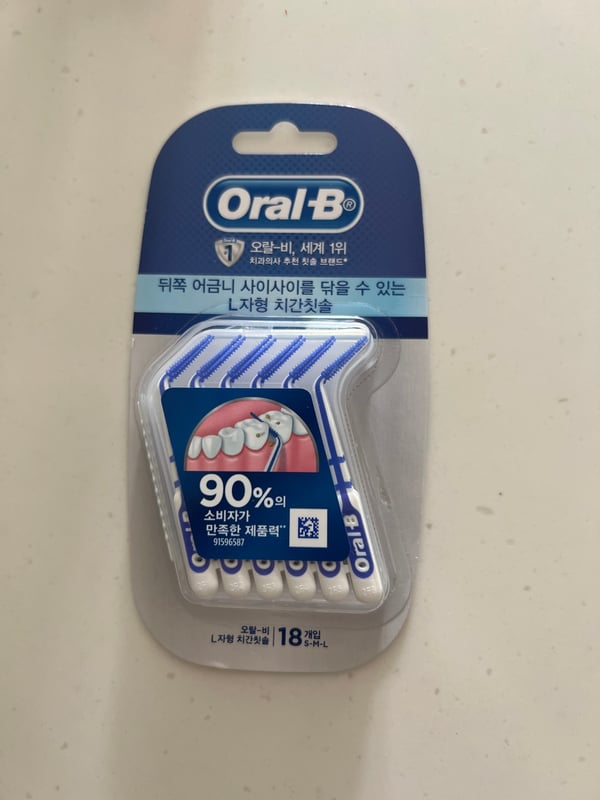 Oral-B®
1
오랄-비, 세계 1위
치과의사 추천 칫솔 브랜드*
뒤쪽 어금니 사이사이를 닦을 수 있는
L자형 치간칫솔
90%의
소비자가
만족한 제품력**
91596587
Oral-B
오랄-비
L자형 치간칫솔
18개입
S-M-L